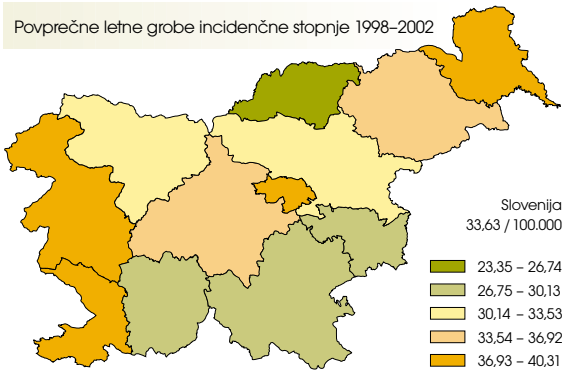 Povprečne letne grobe incidenčne stopnje 1998–2002
Slovenija
33,63 / 100.000
23,35 – 26,74
26,75 – 30,13
30,14 – 33,53
33,54 – 36,92
36,93 – 40,31